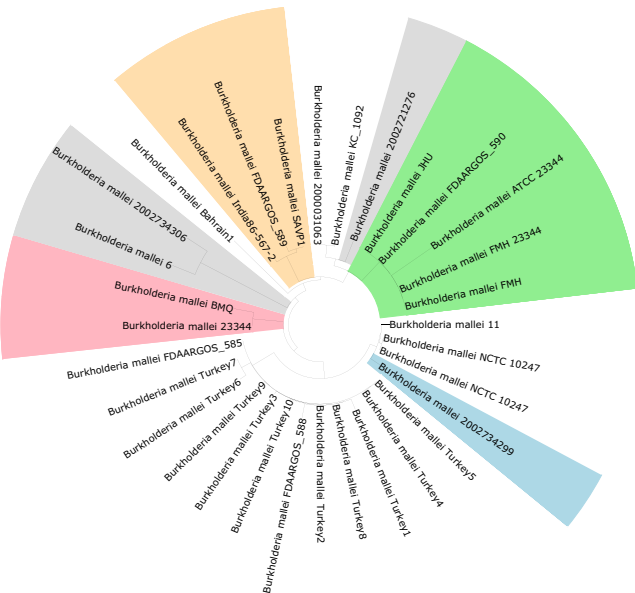 Burkholderia mallei 2000031063
Burkholderia mallei KC_1092
Burkholderia mallei 2002721276
Burkholderia mallei JHU
Burkholderia mallei FDAARGOS_590
Burkholderia mallei ATCC 23344
Burkholderia mallei FMH 23344
Burkholderia mallei FMH
Burkholderia mallei 11
Burkholderia mallei NCTC 10247
Burkholderia mallei NCTC 10247
Burkholderia mallei 2002734299
Burkholderia mallei Turkey5
Burkholderia mallei Turkey4
Burkholderia mallei Turkey1
Burkholderia mallei Turkey8
Burkholderia mallei Turkey2
Burkholderia mallei FDAARGOS_588
Burkholderia mallei Turkey10
Burkholderia mallei Turkey3
Burkholderia mallei Turkey9
Burkholderia mallei Turkey6
Burkholderia mallei Turkey7
Burkholderia mallei FDAARGOS_585
Burkholderia mallei 23344
Burkholderia mallei BMQ
Burkholderia mallei 6
Burkholderia mallei 2002734306
Burkholderia mallei Bahrain1
Burkholderia mallei India86-567-2
Burkholderia mallei FDAARGOS_589
Burkholderia mallei SAVP1